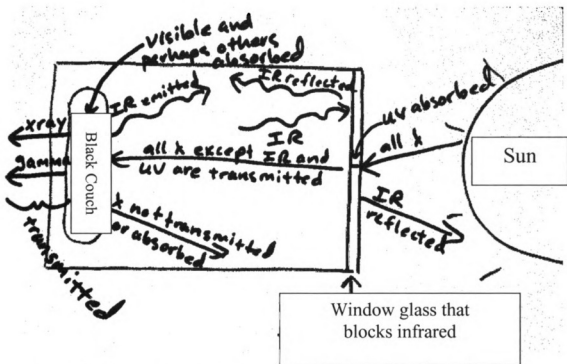 visible and
perhaps others
absorbed
IR emitted
IR reflected
UV absorbed
xray
gamma
transmitted
Black Couch
IR
all λ except
IR and
UV are transmitted
all λ
Sun
λ not transmitted
or absorbed
IR
reflected
Window glass that
blocks infrared